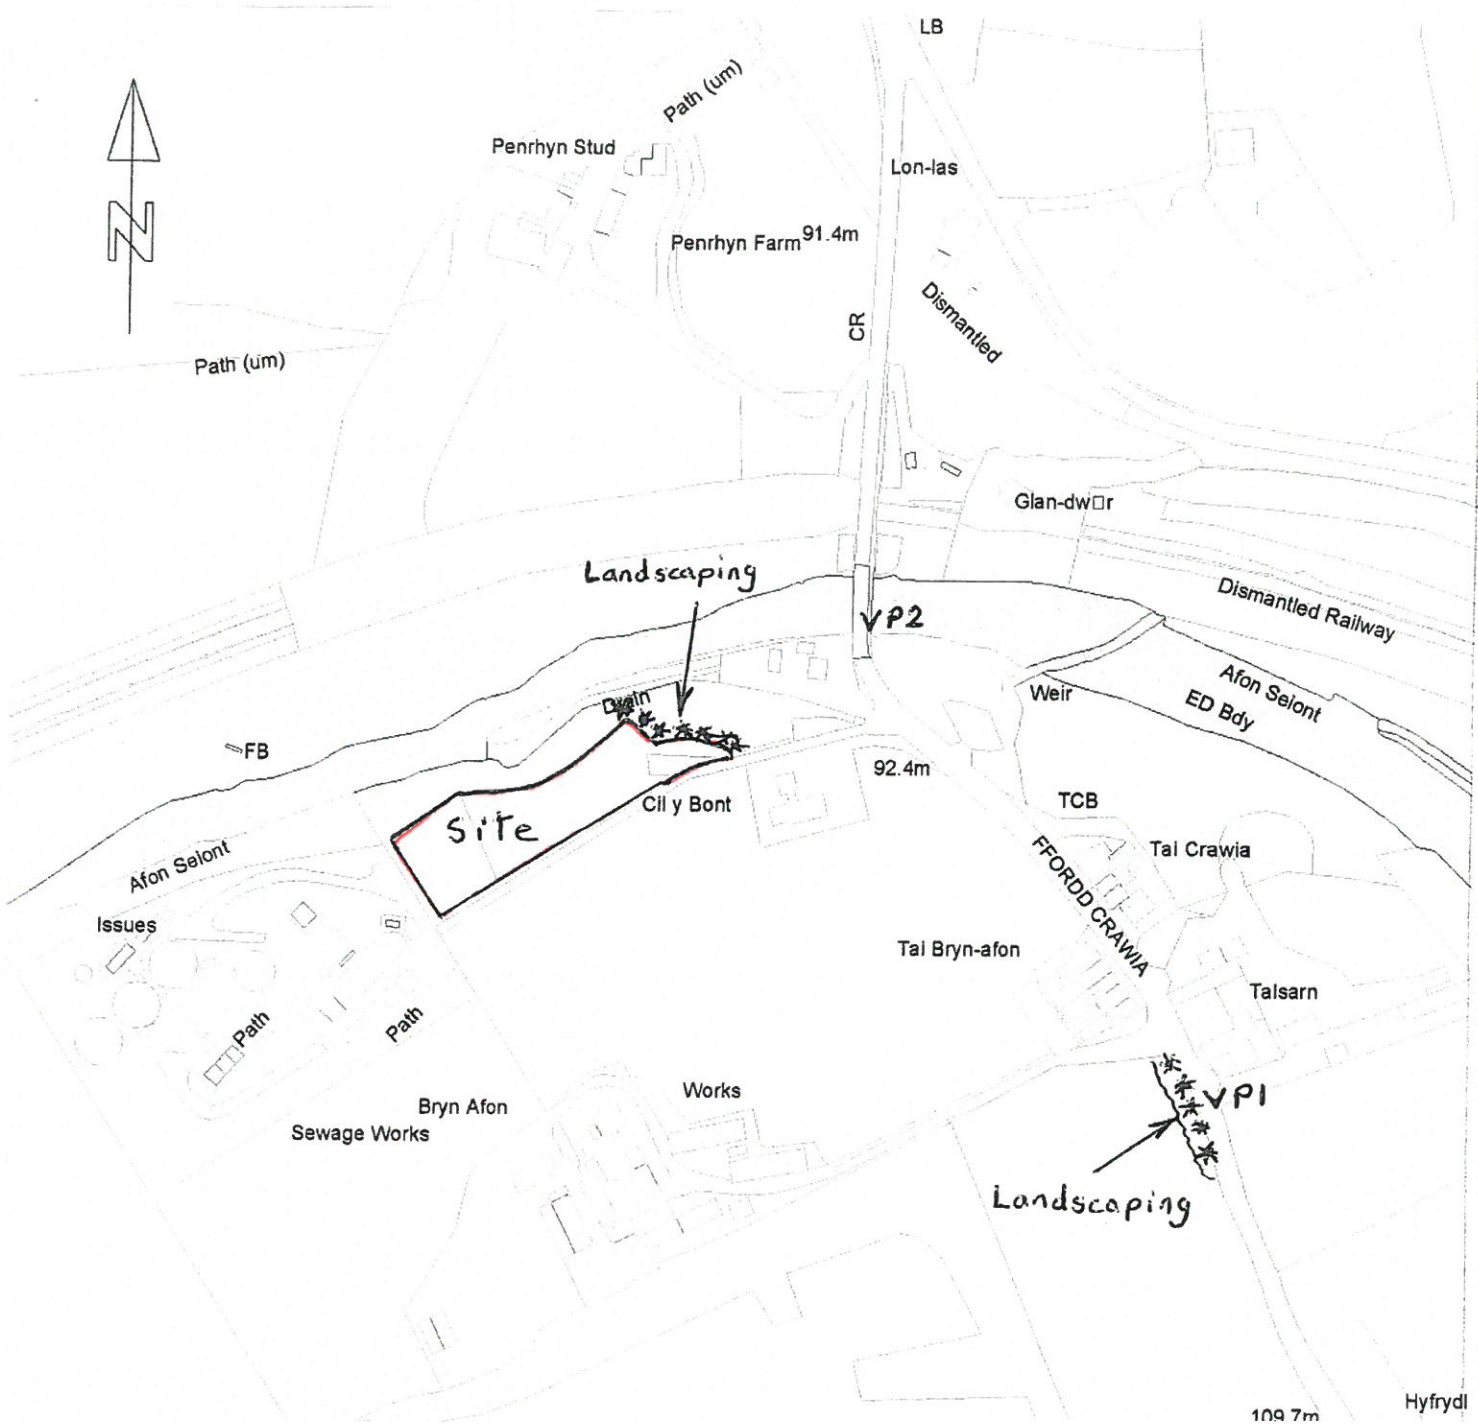 LB
Path (um)
Penrhyn Stud
Lon-las
N
Penrhyn Farm 91.4m
Dismantled
CR
Path (um)
Glan-dw□r
Landscaping
Dismantled Railway
P2
Afon Seiont
Weir
ED Bdy
Drain
FB
92.4m
Cil y Bont
TCB
Site
Tai Crawia
Afon Seiont
FFORDD CRAWIA
Issues
Tai Bryn-afon
Talsarn
Path
Path
Works
P1
Bryn Afon
Sewage Works
Landscaping
Hyfrydl
109.7m